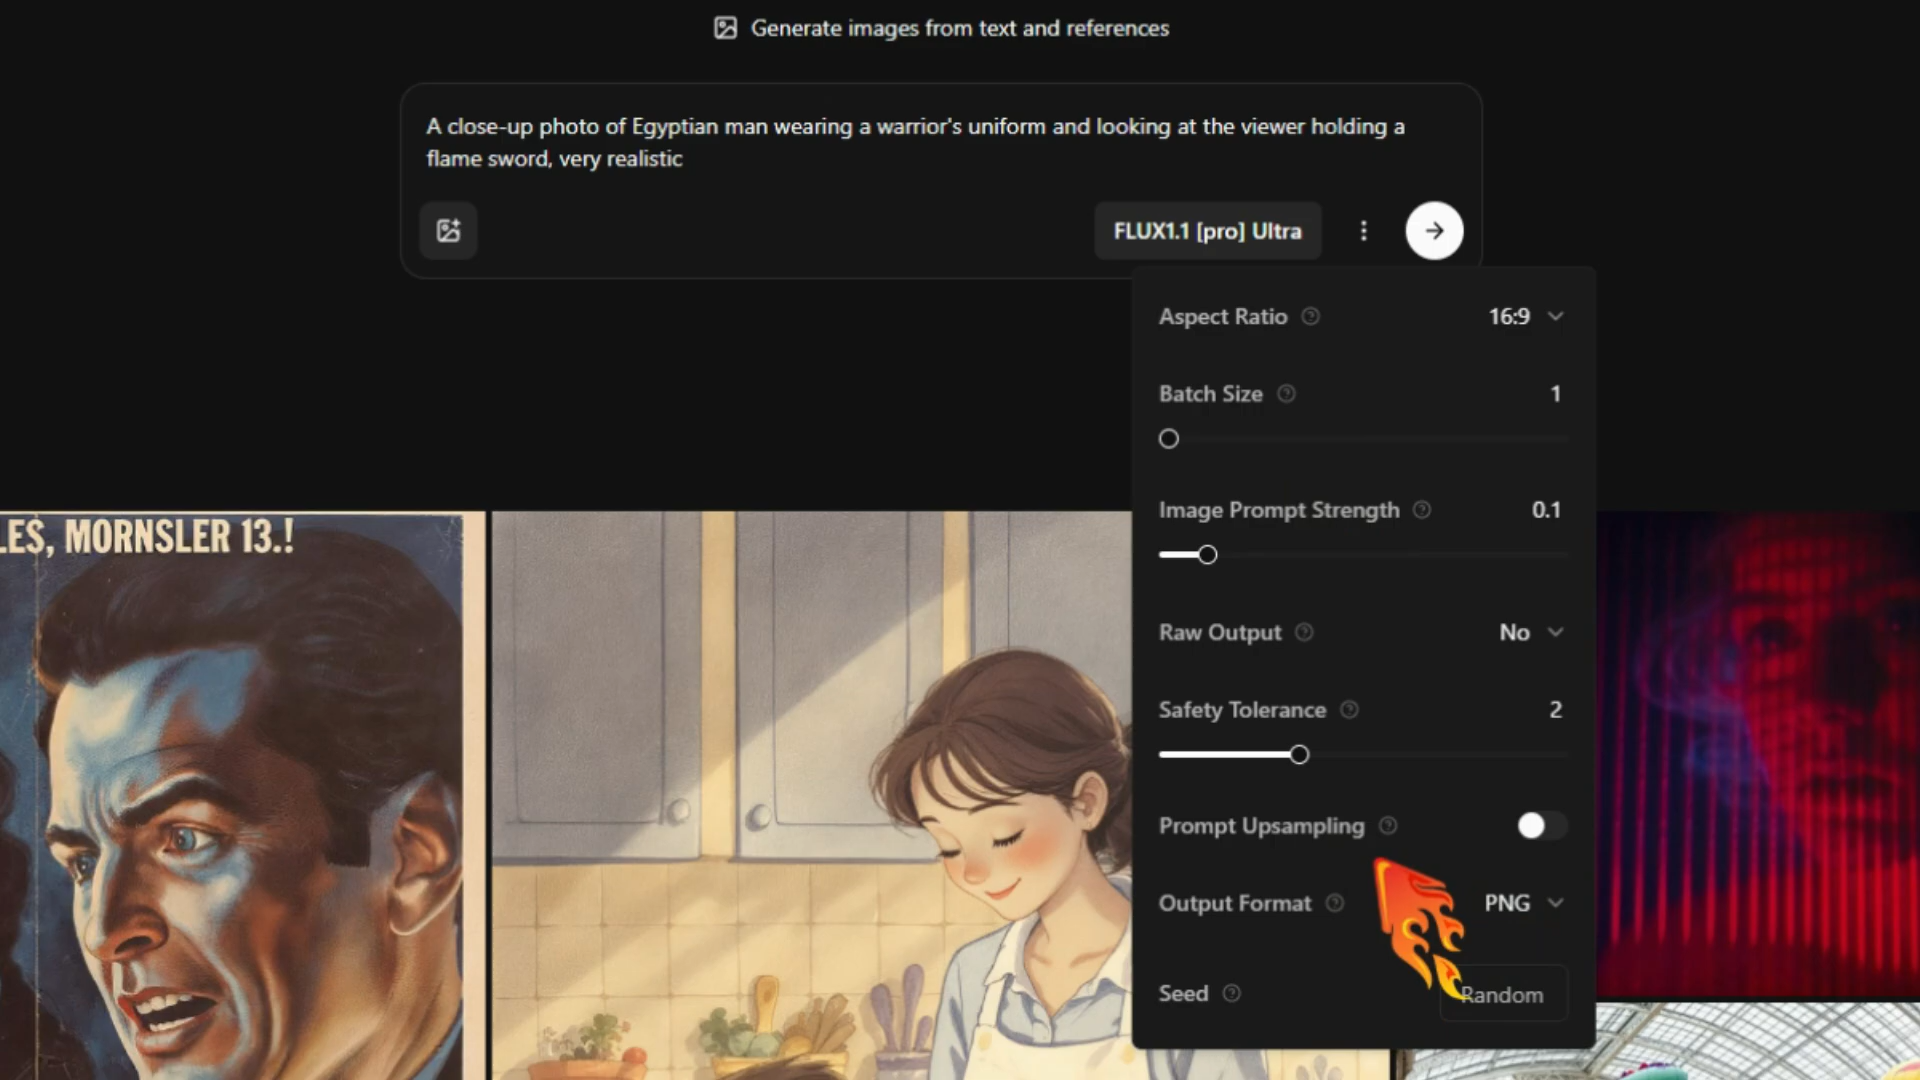 Generate images from text and references
A close-up photo of Egyptian man wearing a warrior's uniform and looking at the viewer holding a
flame sword, very realistic
FLUX1.1 [pro] Ultra
Aspect Ratio 16:9
Batch Size 1
Image Prompt Strength 0.1
Raw Output No
Safety Tolerance 2
Prompt Upsampling
Output Format PNG
Seed Random
LES, MORNSLER 13.!